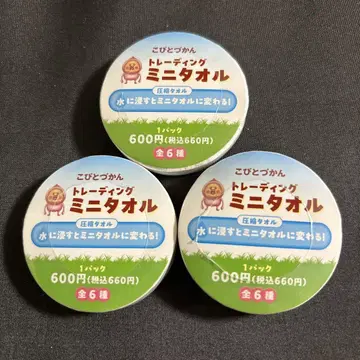 こびとづかん
トレーディング
ミニタオル
圧縮タオル
水に浸すとミニタオルに変わる!
1パック
600円(税込660円)
全6種
こびとづかん
トレーディング
ミニタオル
圧縮タオル
水に浸すとミニタオルに変わる!
1パック
600円(税込660円)
全6種
こびとづかん
トレーディング
ミニタオル
圧縮タオル
水に浸すとミニタオルに変わる!
1パック
600円(税込660円)
全6種